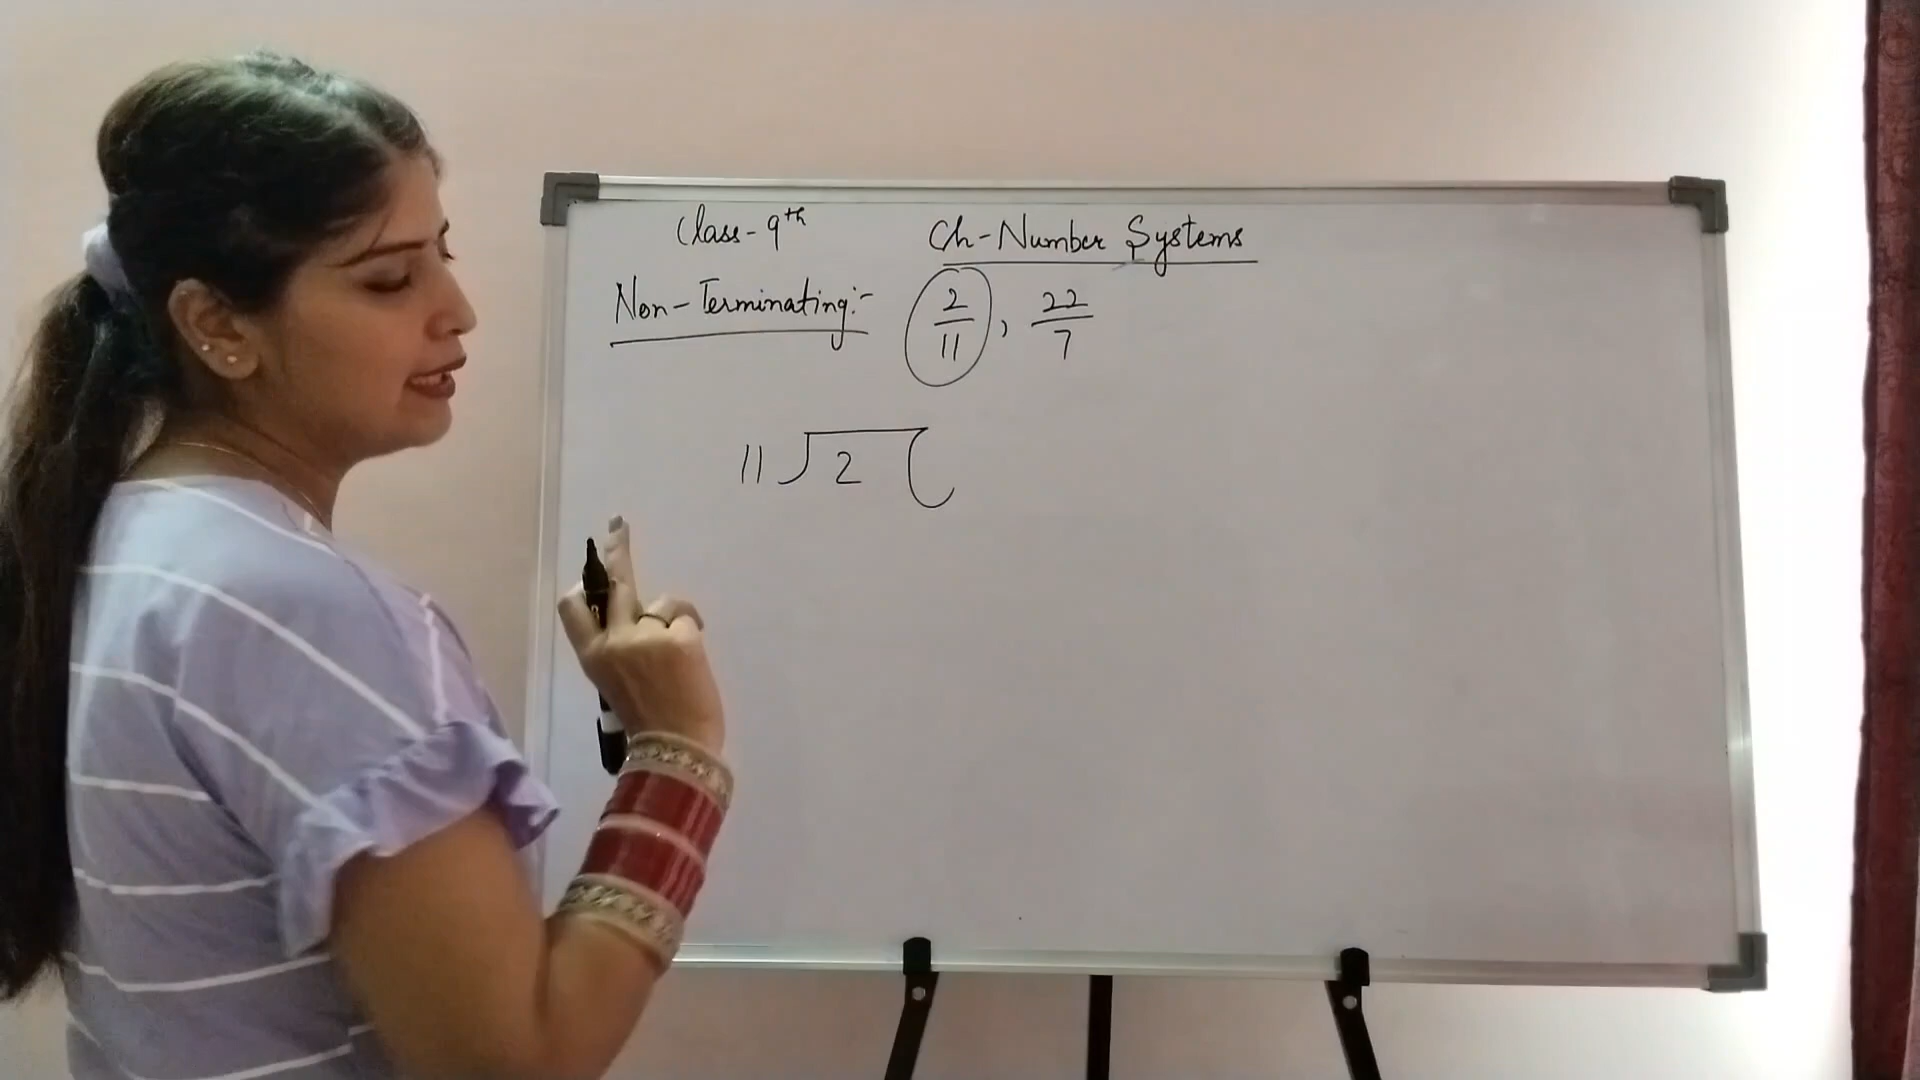 Class-9th Ch-Number Systems
Non-Terminating:- 2/11, 22/7
11)2(